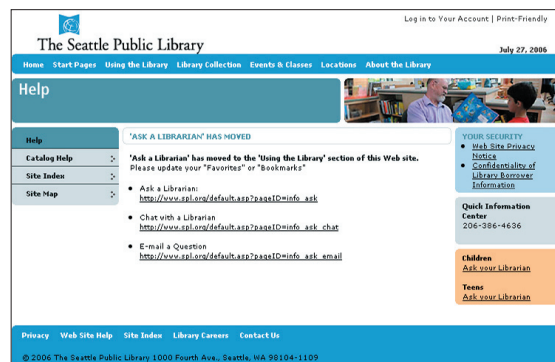 Log in to Your Account | Print-Friendly
The Seattle Public Library
July 27, 2006
Home Start Pages Using the Library Library Collection Events & Classes Locations About the Library
Help
Help
Catalog Help
Site Index
Site Map
'ASK A LIBRARIAN' HAS MOVED
'Ask a Librarian' has moved to the 'Using the Library' section of this Web site.
Please update your "Favorites" or "Bookmarks"
• Ask a Librarian:
http://www.spl.org/default.asp?pageID=info_ask
• Chat with a Librarian
http://www.spl.org/default.asp?pageID=info_ask_chat
• E-mail a Question
http://www.spl.org/default.asp?pageID=info_ask_email
YOUR SECURITY
• Web Site Privacy
Notice
• Confidentiality of
Library Borrower
Information
Quick Information
Center
206-386-4636
Children
Ask your Librarian
Teens
Ask your Librarian
Privacy Web Site Help Site Index Library Careers Contact Us
© 2006 The Seattle Public Library 1000 Fourth Ave., Seattle, WA 98104-1109